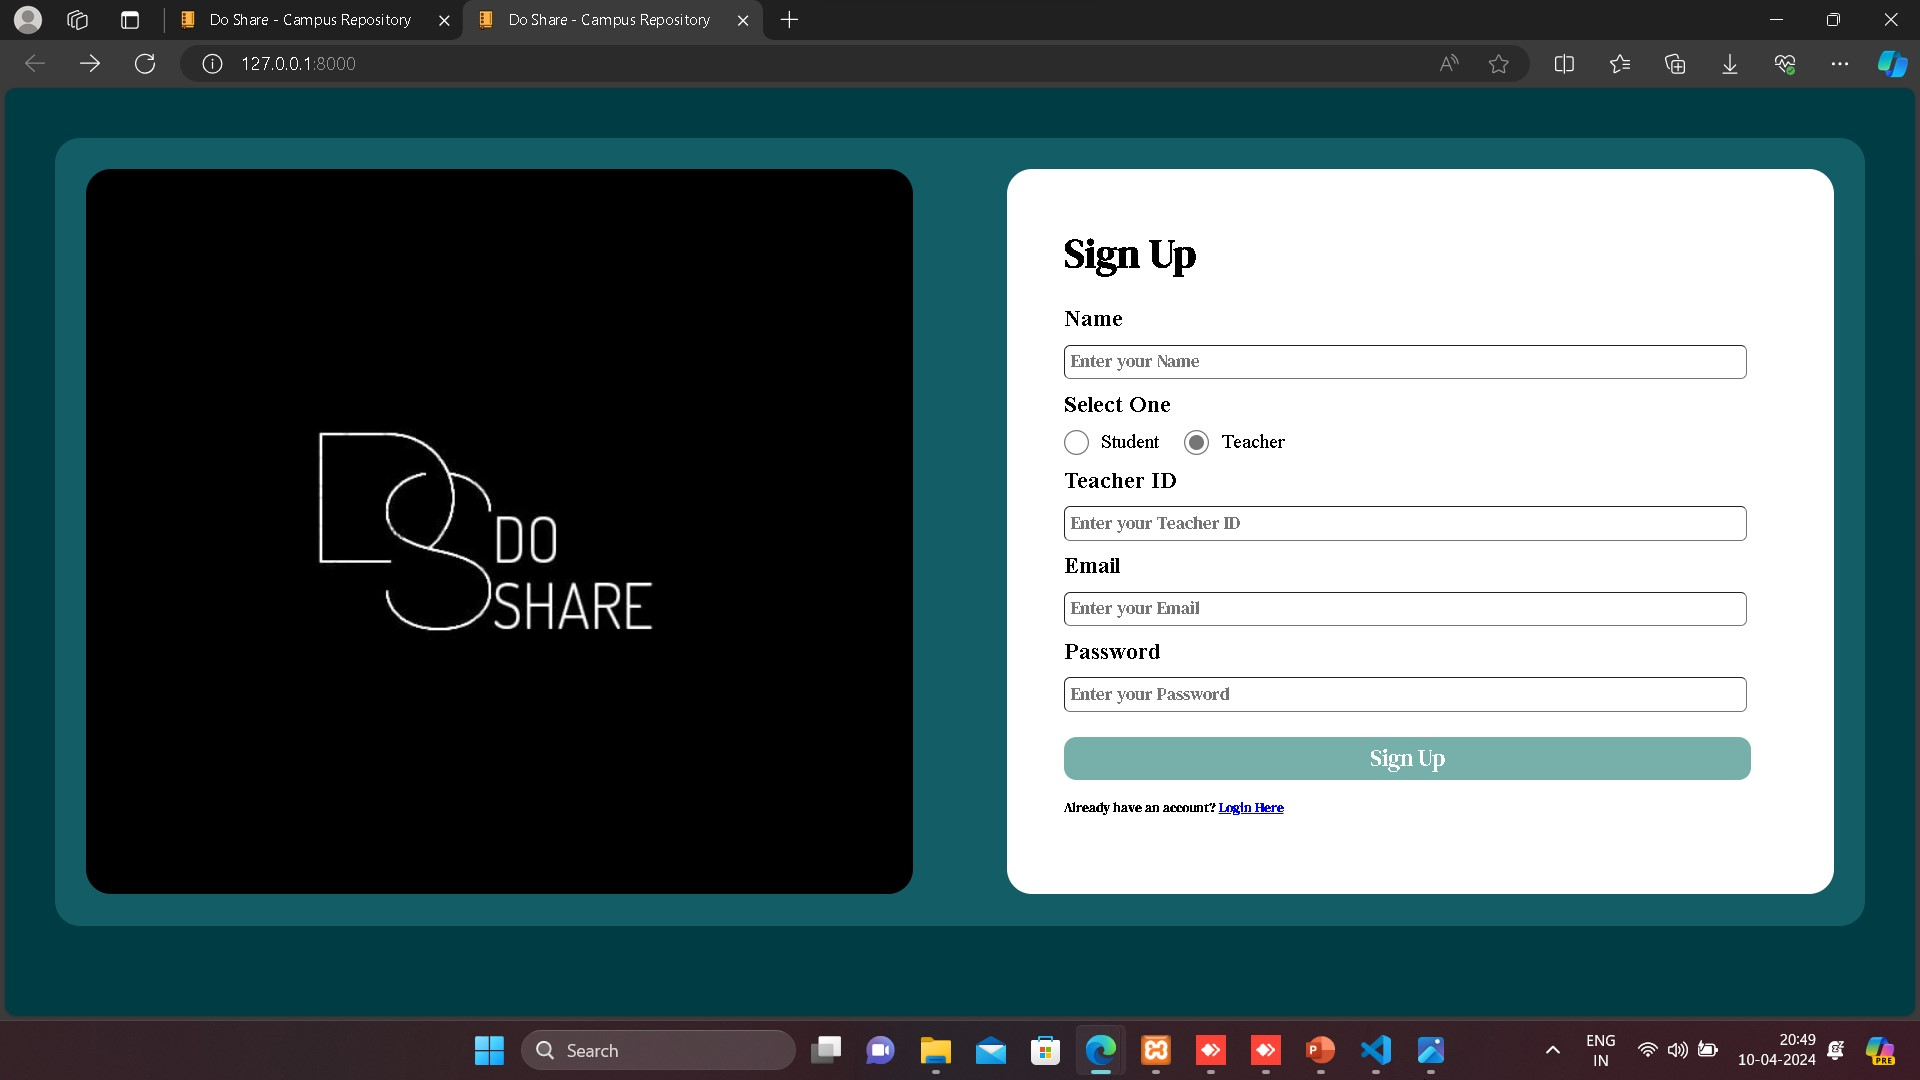 Do Share - Campus Repository
Do Share - Campus Repository
127.0.0.1:8000
DS
DO
SHARE
Sign Up
Name
Enter your Name
Select One
Student Teacher
Teacher ID
Enter your Teacher ID
Email
Enter your Email
Password
Enter your Password
Sign Up
Already have an account? Login Here
Search
ENG
IN
20:49
10-04-2024
PRE